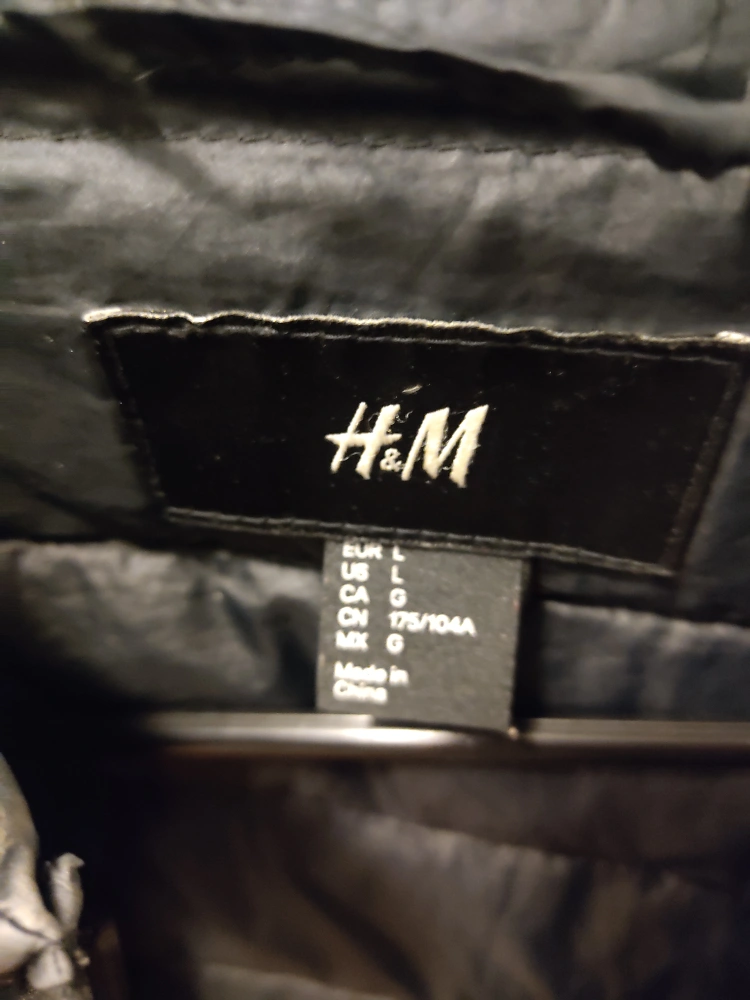 H&M
EUR L
US L
CA G
CN 175/104A
MX G
Made in
China